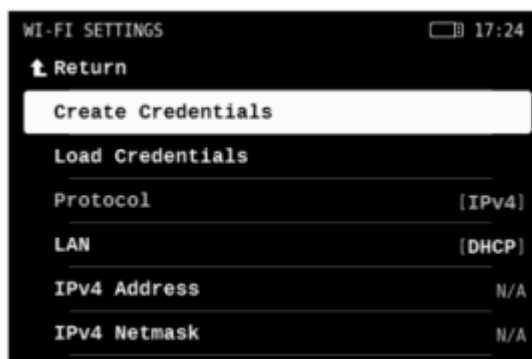 WI-FI SETTINGS 17:24
Return
Create Credentials
Load Credentials
Protocol [IPv4]
LAN [DHCP]
IPv4 Address N/A
IPv4 Netmask N/A